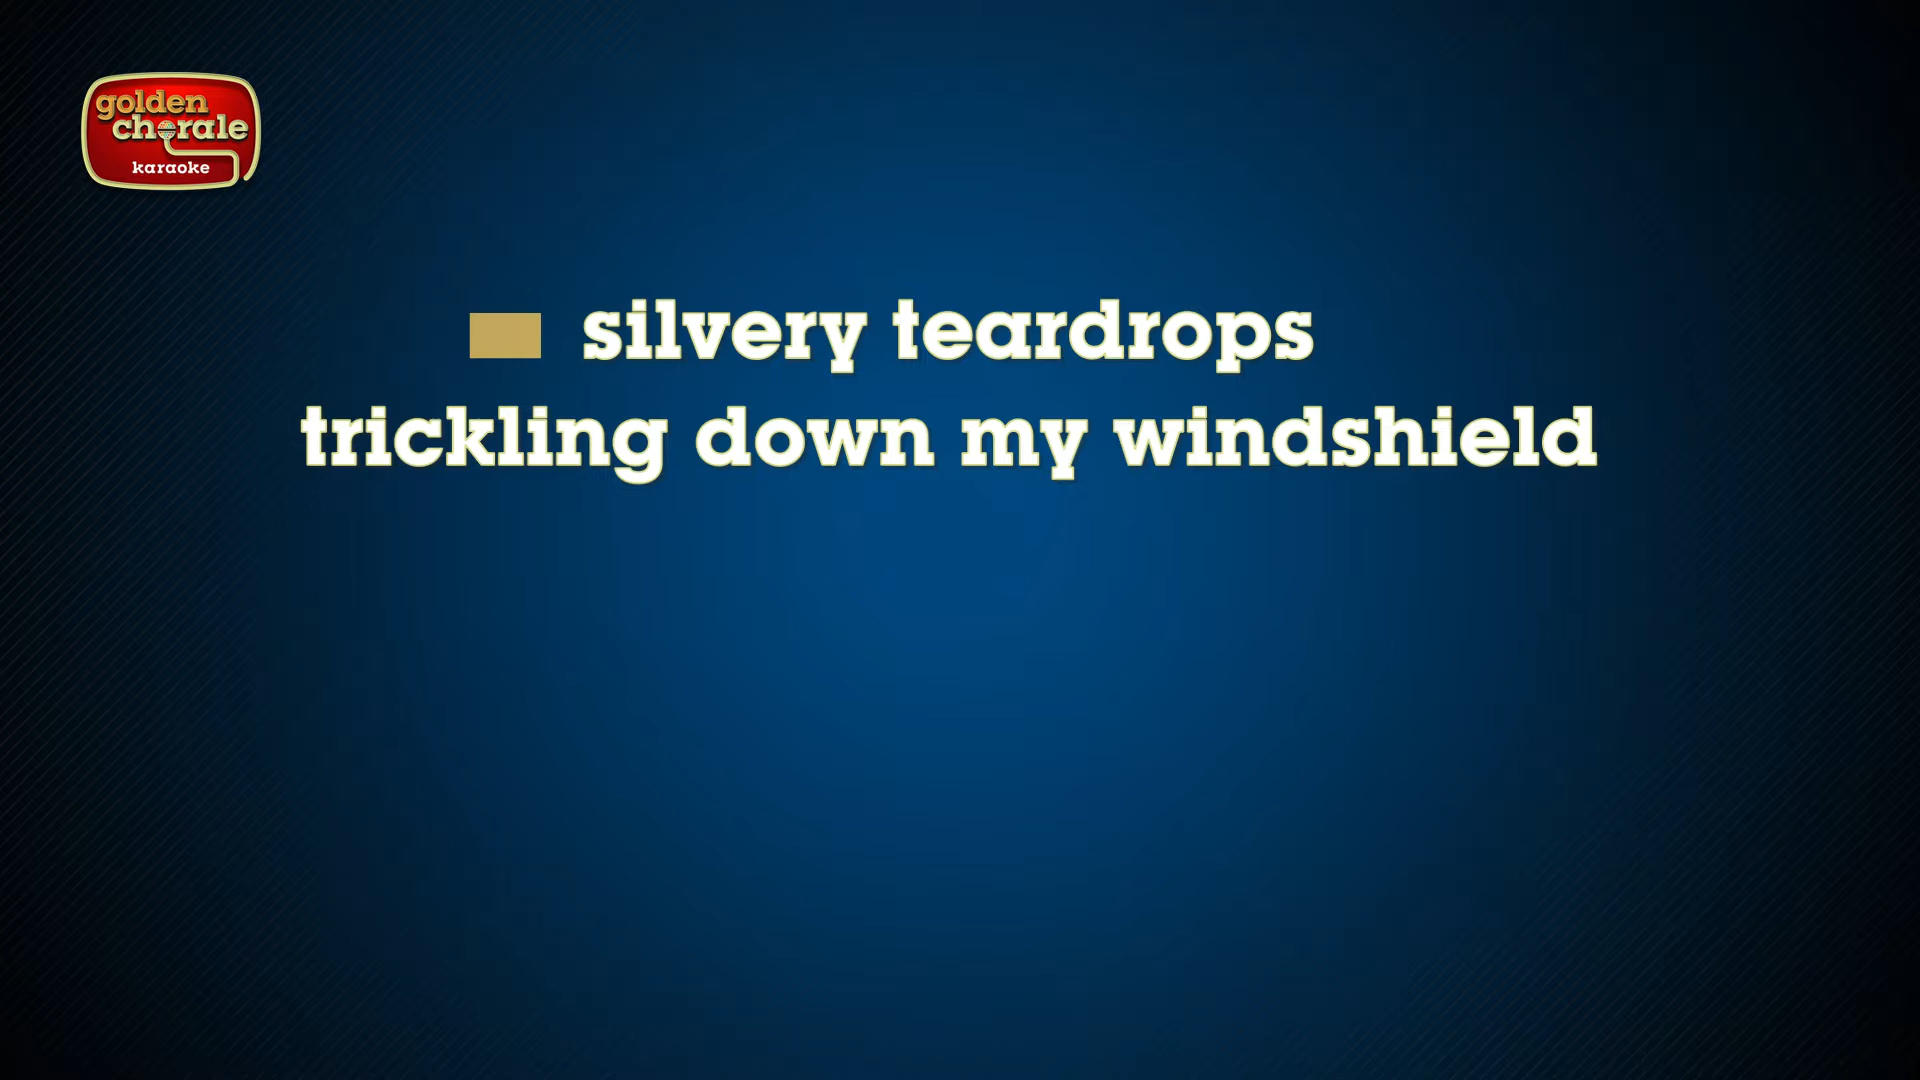 golden
chorale
karaoke
silvery teardrops
trickling down my windshield